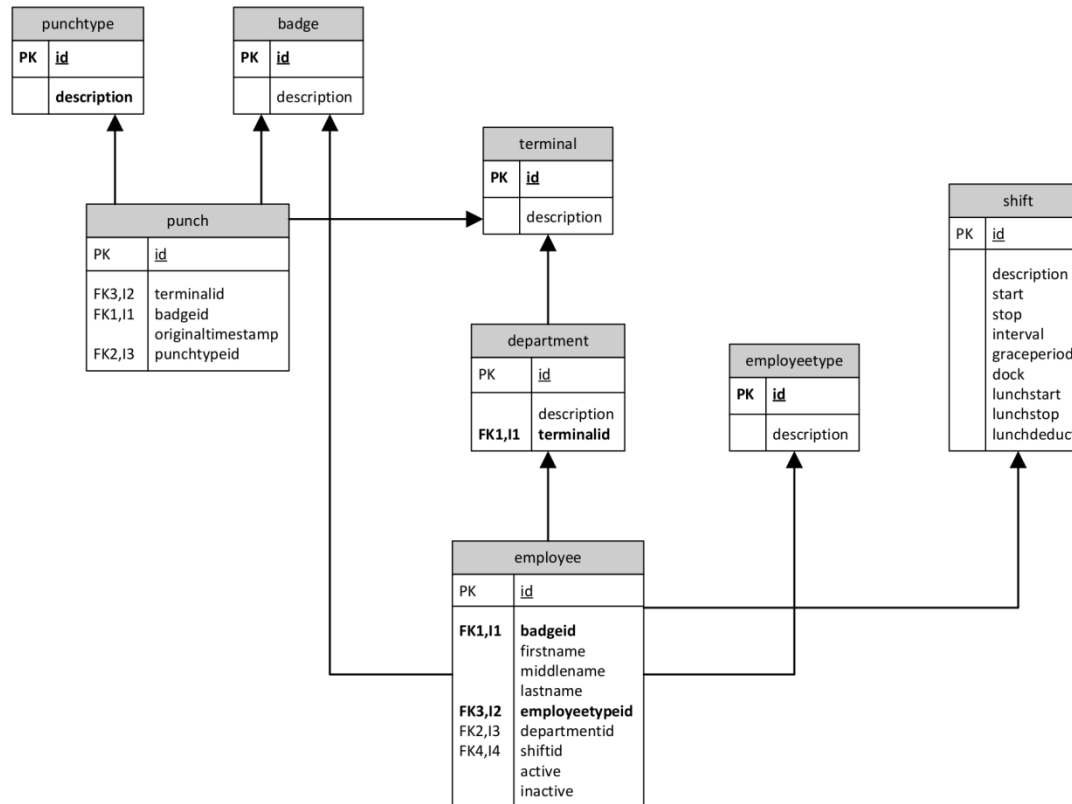 punchtype
PK id
description
badge
PK id
description
terminal
PK id
description
punch
PK id
FK3,I2 terminalid
FK1,I1 badgeid
originaltimestamp
FK2,I3 punchtypeid
shift
PK id
description
start
stop
interval
graceperiod
dock
lunchstart
lunchstop
lunchdeduct
department
PK id
description
FK1,I1 terminalid
employeetype
PK id
description
employee
PK id
FK1,I1 badgeid
firstname
middlename
lastname
FK3,I2 employeetypeid
FK2,I3 departmentid
FK4,I4 shiftid
active
inactive